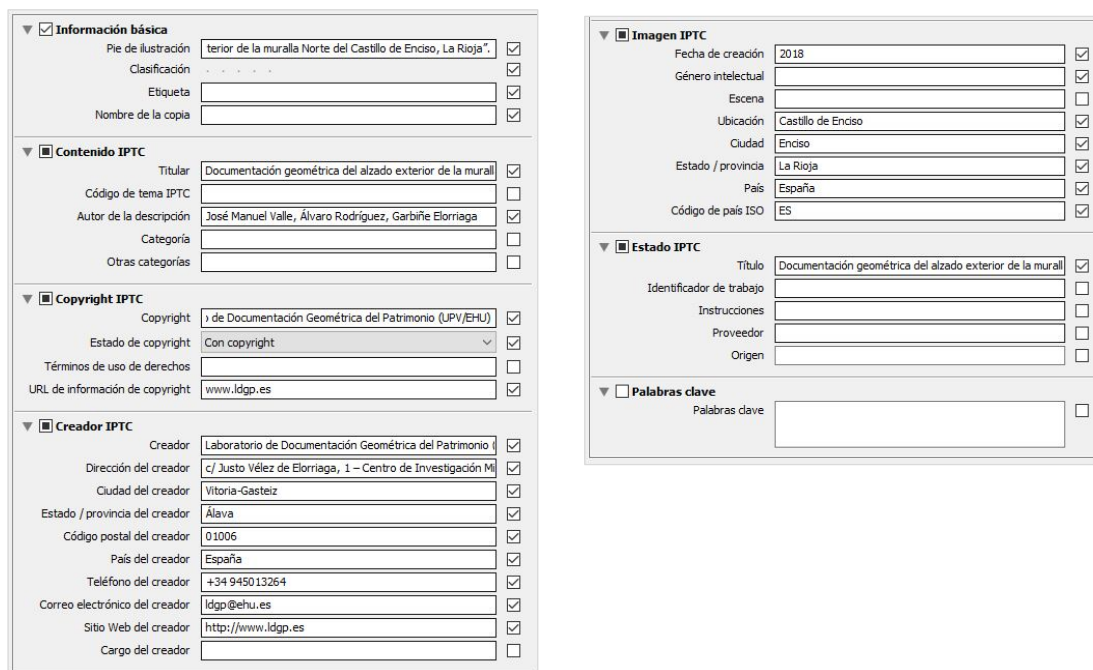 Información básica
Pie de ilustración terior de la muralla Norte del Castillo de Enciso, La Rioja”.
Clasificación . . . . .
Etiqueta
Nombre de la copia
Contenido IPTC
Titular Documentación geométrica del alzado exterior de la murall
Código de tema IPTC
Autor de la descripción José Manuel Valle, Álvaro Rodríguez, Garbiñe Elorriaga
Categoría
Otras categorías
Copyright IPTC
Copyright de Documentación Geométrica del Patrimonio (UPV/EHU)
Estado de copyright Con copyright
Términos de uso de derechos
URL de información de copyright www.ldgp.es
Creador IPTC
Creador Laboratorio de Documentación Geométrica del Patrimonio (
Dirección del creador c/ Justo Vélez de Elorriaga, 1 – Centro de Investigación Mi
Ciudad del creador Vitoria-Gasteiz
Estado / provincia del creador Álava
Código postal del creador 01006
País del creador España
Teléfono del creador +34 945013264
Correo electrónico del creador ldgp@ehu.es
Sitio Web del creador http://www.ldgp.es
Cargo del creador
Imagen IPTC
Fecha de creación 2018
Género intelectual
Escena
Ubicación Castillo de Enciso
Ciudad Enciso
Estado / provincia La Rioja
País España
Código de país ISO ES
Estado IPTC
Título Documentación geométrica del alzado exterior de la murall
Identificador de trabajo
Instrucciones
Proveedor
Origen
Palabras clave
Palabras clave